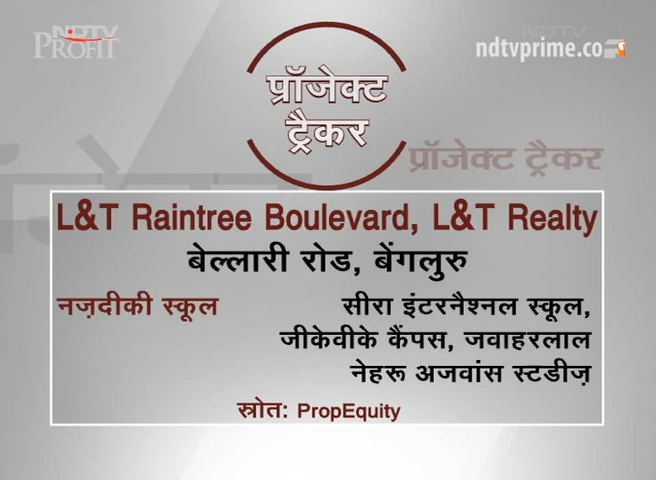 NDTV
PROFIT
NDTV
ndtvprime.co
प्रॉजेक्ट
ट्रैकर
प्रॉजेक्ट ट्रैकर
L&T Raintree Boulevard, L&T Realty
बेल्लारी रोड, बेंगलुरु
नज़दीकी स्कूल
सीरा इंटरनैश्नल स्कूल,
जीकेवीके कैंपस, जवाहरलाल
नेहरू अजवांस स्टडीज़
स्रोत: PropEquity